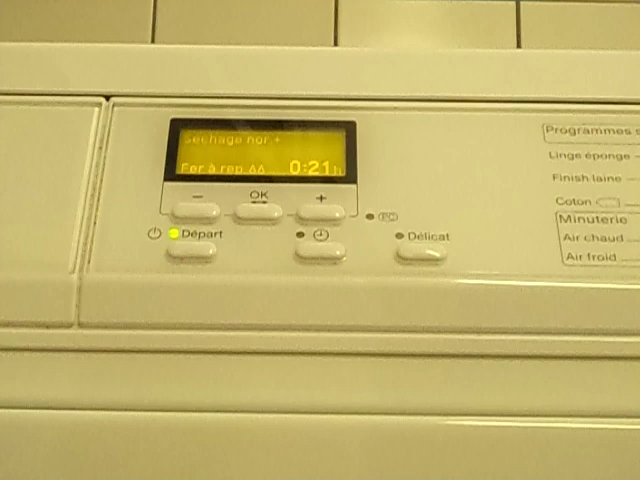 Séchage nor.+
Fer à rep. 0:21h
−
OK
+
PC
Départ
Délicat
Programmes
Linge éponge
Finish laine
Coton
Minuterie
Air chaud
Air froid